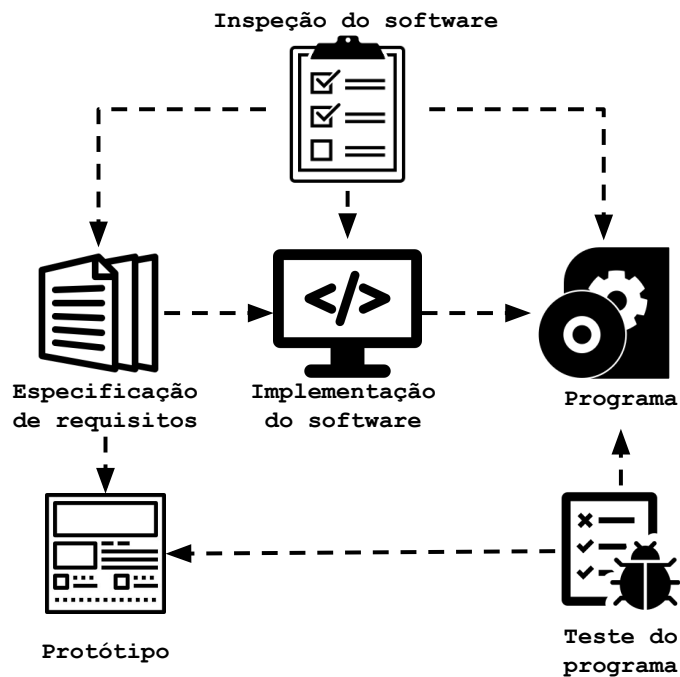 Inspeção do software
Especificação
de requisitos
Implementação
do software
Programa
Protótipo
Teste do
programa